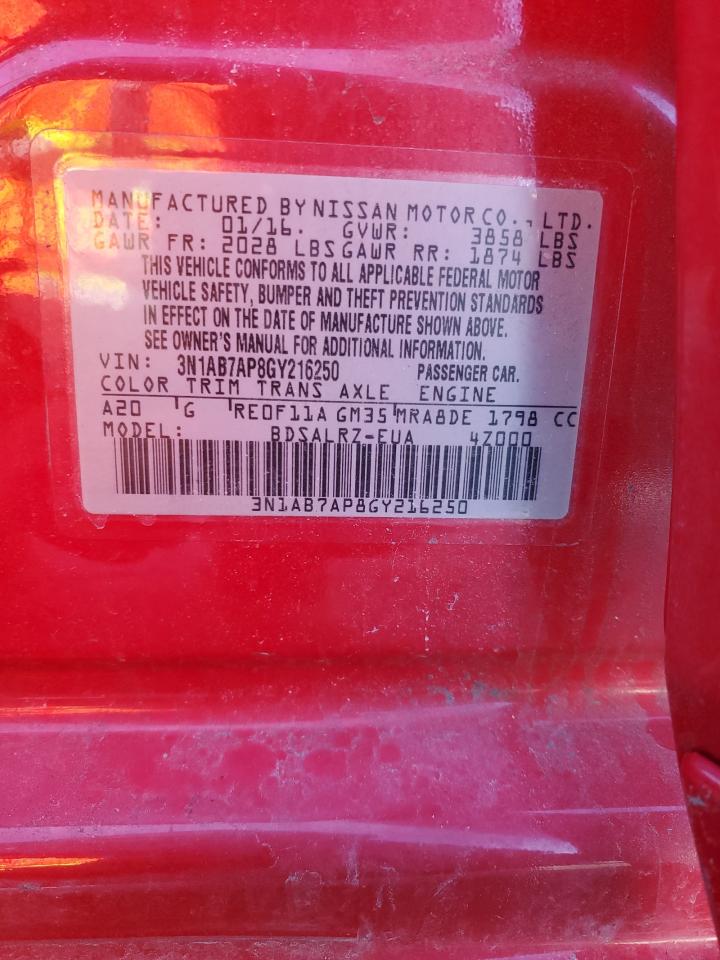 MANUFACTURED BY NISSAN MOTOR CO., LTD.
DATE: 01/16. GVWR: 3858 LBS
GAWR FR: 2028 LBS GAWR RR: 1874 LBS
THIS VEHICLE CONFORMS TO ALL APPLICABLE FEDERAL MOTOR
VEHICLE SAFETY, BUMPER AND THEFT PREVENTION STANDARDS
IN EFFECT ON THE DATE OF MANUFACTURE SHOWN ABOVE.
SEE OWNER'S MANUAL FOR ADDITIONAL INFORMATION.
VIN: 3N1AB7AP8GY216250 PASSENGER CAR.
COLOR TRIM TRANS AXLE ENGINE
A20 G RE0F11A GM35 MRA8DE 1798 CC
MODEL: BDSALRZ-EUA 4Z000
3N1AB7AP8GY216250